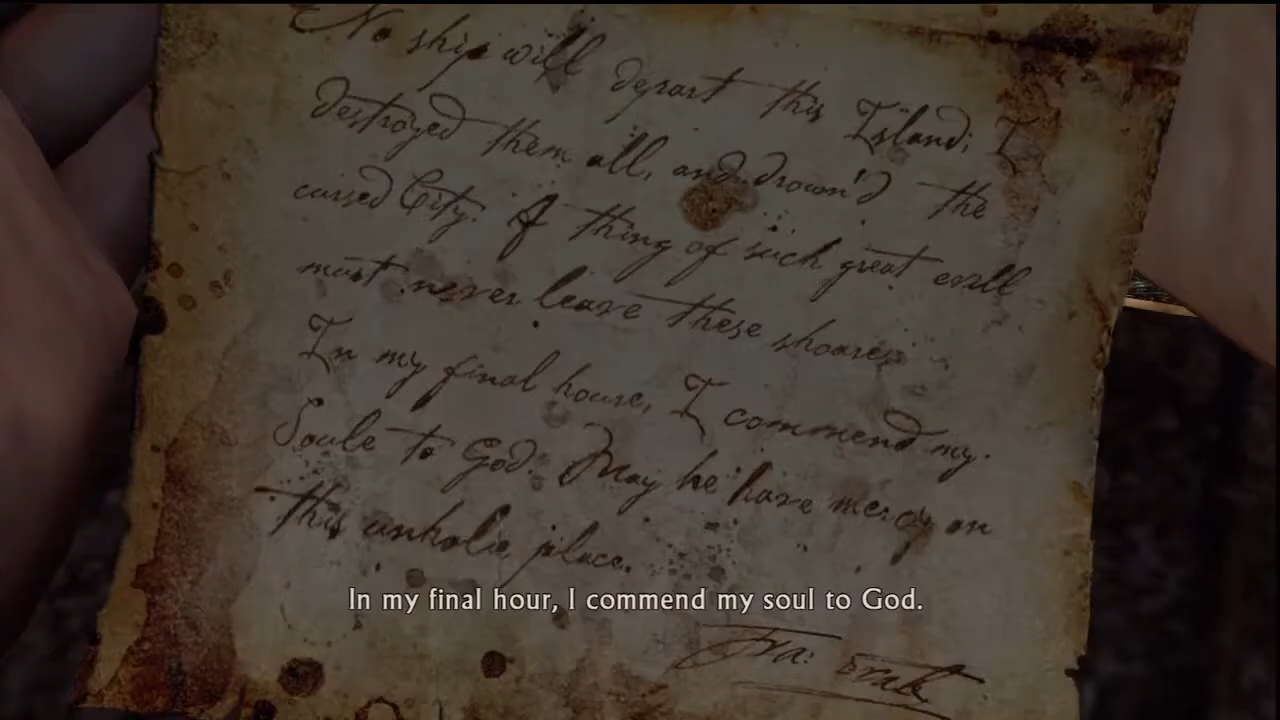 No ship will depart this Island; I
destroyed them all, and drown'd the
cursed City. A thing of such great evill
must never leave these shoares
In my final houre, I commend my
Soule to God. May he have mercy on
this unholie place.
In my final hour, I commend my soul to God.
Fra: Drake